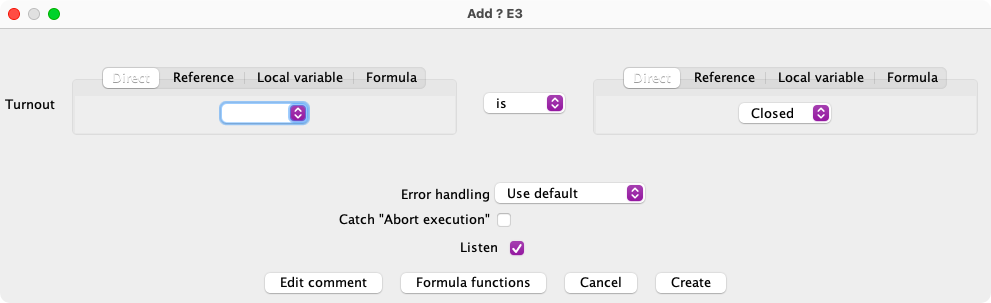 Add ? E3
Direct Reference Local variable Formula
Direct Reference Local variable Formula
Turnout
is
Closed
Error handling Use default
Catch "Abort execution"
Listen
Edit comment Formula functions Cancel Create